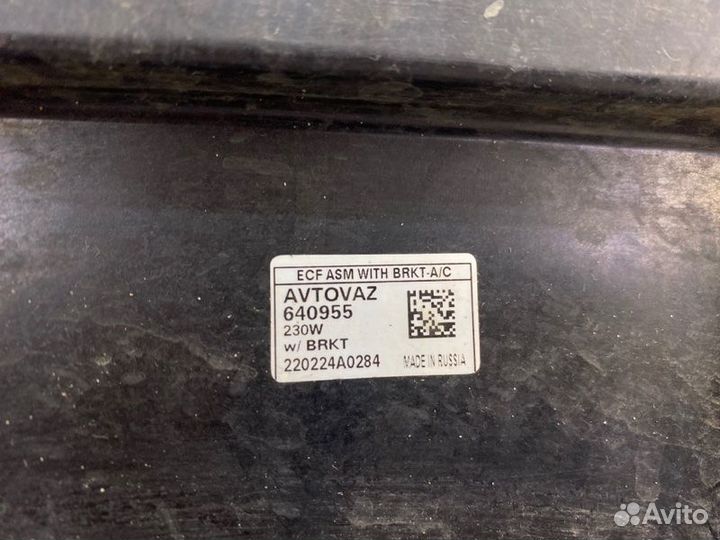 ECF ASM WITH BRKT-A/C
AVTOVAZ
640955
230W
w/ BRKT
220224A0284 MADE IN RUSSIA
Avito